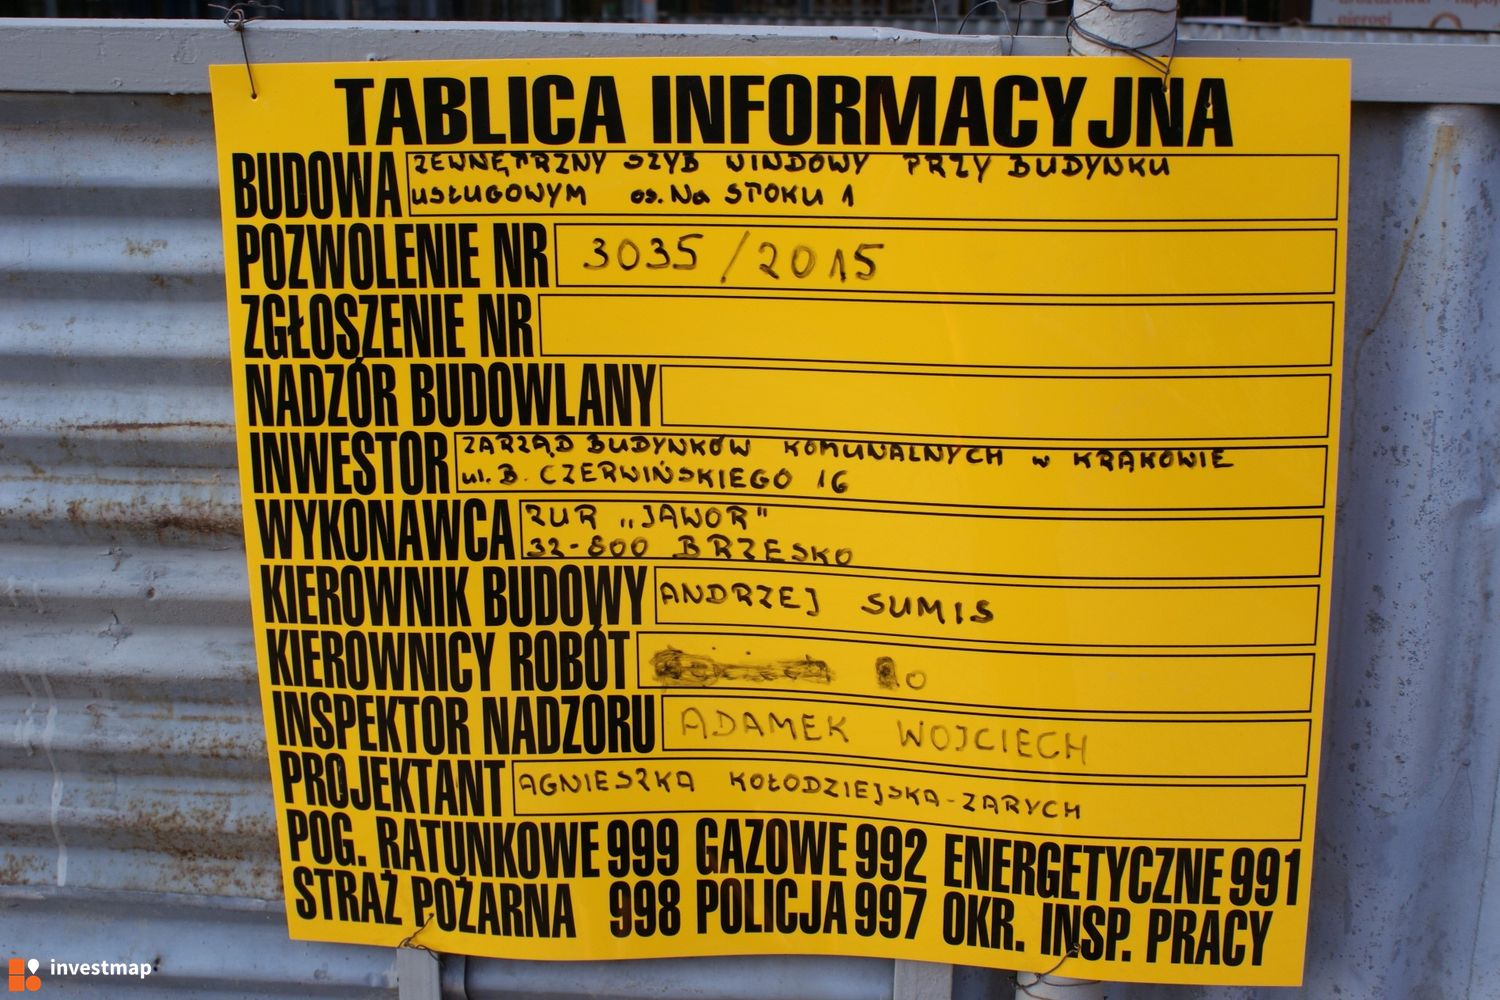 TABLICA INFORMACYJNA
BUDOWA ZEWNĘTRZNY SZYB WINDOWY PRZY BUDYNKU
USŁUGOWYM os. Na STOKU 1
POZWOLENIE NR 3035/2015
ZGŁOSZENIE NR
NADZÓR BUDOWLANY
INWESTOR ZARZĄD BUDYNKÓW KOMUNALNYCH w KRAKOWIE
ul. B. CZERWIŃSKIEGO 16
WYKONAWCA ZUR „JAWOR"
32-800 BRZESKO
KIEROWNIK BUDOWY ANDRZEJ SUMIS
KIEROWNICY ROBÓT
INSPEKTOR NADZORU ADAMEK WOJCIECH
PROJEKTANT AGNIESZKA KOŁODZIEJSKA-ZARYCH
POG. RATUNKOWE 999 GAZOWE 992 ENERGETYCZNE 991
STRAŻ POŻARNA 998 POLICJA 997 OKR. INSP. PRACY
investmap